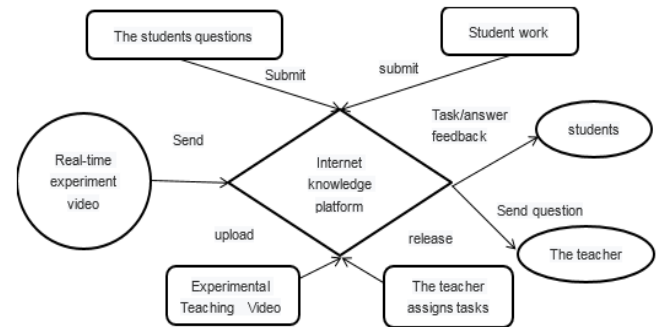 The students questions
Student work
Submit
submit
Task/answer
feedback
students
Send
Real-time
experiment
video
Internet
knowledge
platform
Send question
upload
release
The teacher
Experimental
Teaching Video
The teacher
assigns tasks